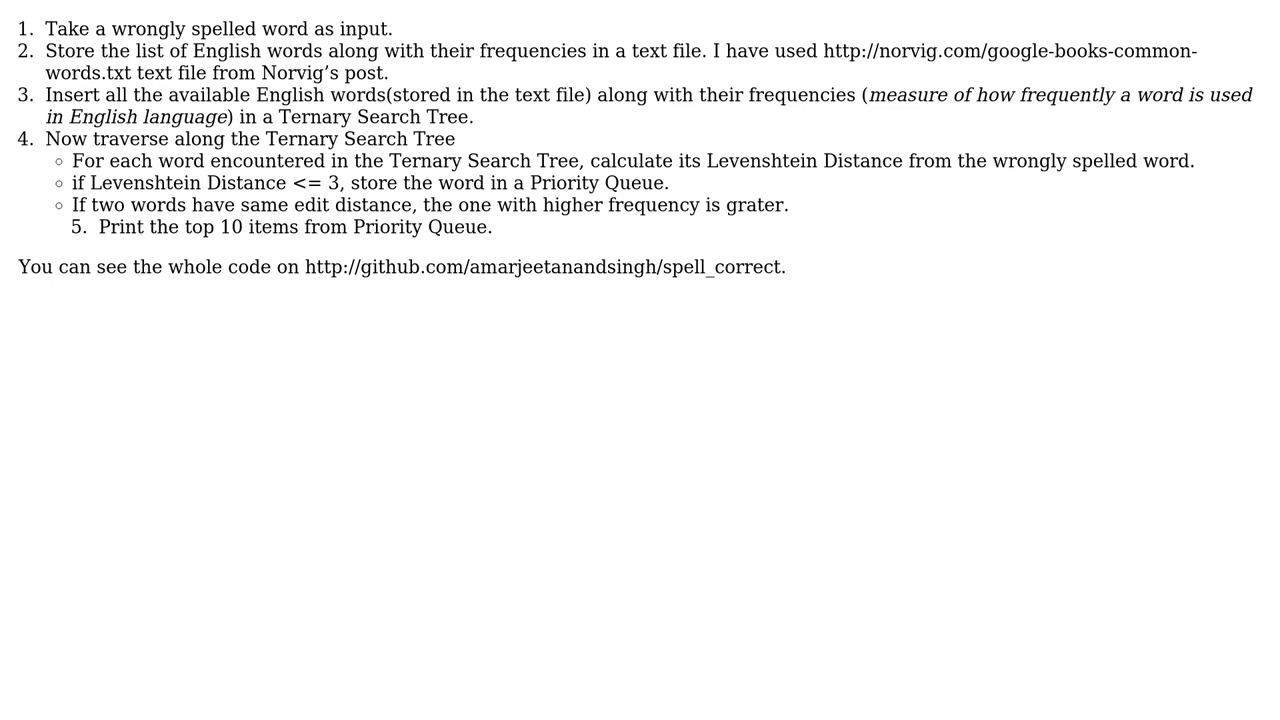 1. Take a wrongly spelled word as input.
2. Store the list of English words along with their frequencies in a text file. I have used http://norvig.com/google-books-common-
words.txt text file from Norvig’s post.
3. Insert all the available English words(stored in the text file) along with their frequencies (measure of how frequently a word is used
in English language) in a Ternary Search Tree.
4. Now traverse along the Ternary Search Tree
◦ For each word encountered in the Ternary Search Tree, calculate its Levenshtein Distance from the wrongly spelled word.
◦ if Levenshtein Distance <= 3, store the word in a Priority Queue.
◦ If two words have same edit distance, the one with higher frequency is grater.
5. Print the top 10 items from Priority Queue.
You can see the whole code on http://github.com/amarjeetanandsingh/spell_correct.